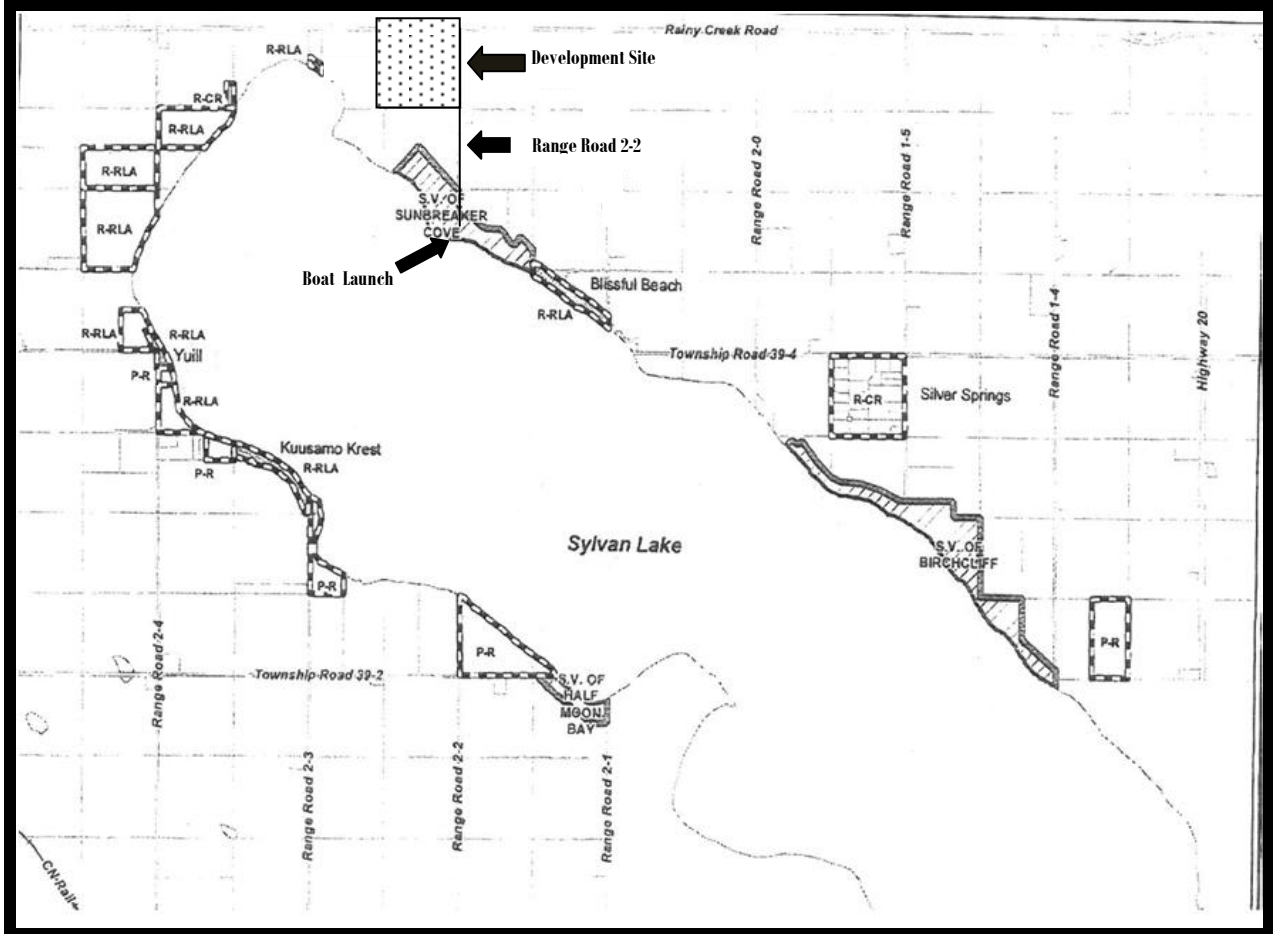 Rainy Creek Road
R-RLA
Development Site
R-CR
R-RLA
Range Road 2-2
R-RLA
R-RLA
S.V. OF
SUNBREAKER
COVE
Range Road 2-0
Range Road 1-5
Boat Launch
Blissful Beach
R-RLA
Range Road 1-4
Highway 20
R-RLA
R-RLA
Yuill
Township Road 39-4
P-R
R-RLA
R-CR
Silver Springs
Kuusamo Krest
R-RLA
P-R
Sylvan Lake
S.V. OF
BIRCHCLIFF
P-R
P-R
P-R
Range Road 2-4
Township Road 39-2
S.V. OF
HALF
MOON
BAY
Range Road 2-3
Range Road 2-2
Range Road 2-1
CN-Rail